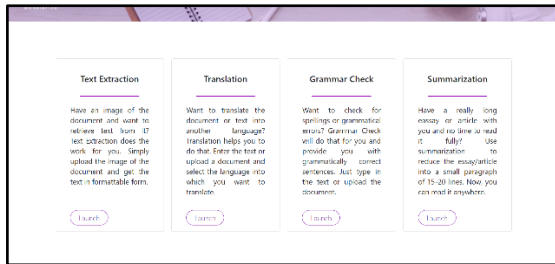 Text Extraction
Have an image of the
document and want to
retrieve text from it?
Text Extraction does the
work for you. Simply
upload the image of the
document and get the
text in formattable form.
Launch
Translation
Want to translate the
document or text into
another language?
Translation helps you to
do that. Enter the text or
upload a document and
select the language into
which you want to
translate
Launch
Grammar Check
Want to check for
spellings or grammatical
errors? Grammar Check
will do that for you and
provide you with
grammatically correct
sentences. Just type in
the text or upload the
document.
Launch
Summarization
Have a really long
eassay or article with
you and no time to read
it fully? Use
summarization to
reduce the essay/article
into a small paragraph
of 15-20 lines. Now, you
can read it anywhere.
Launch